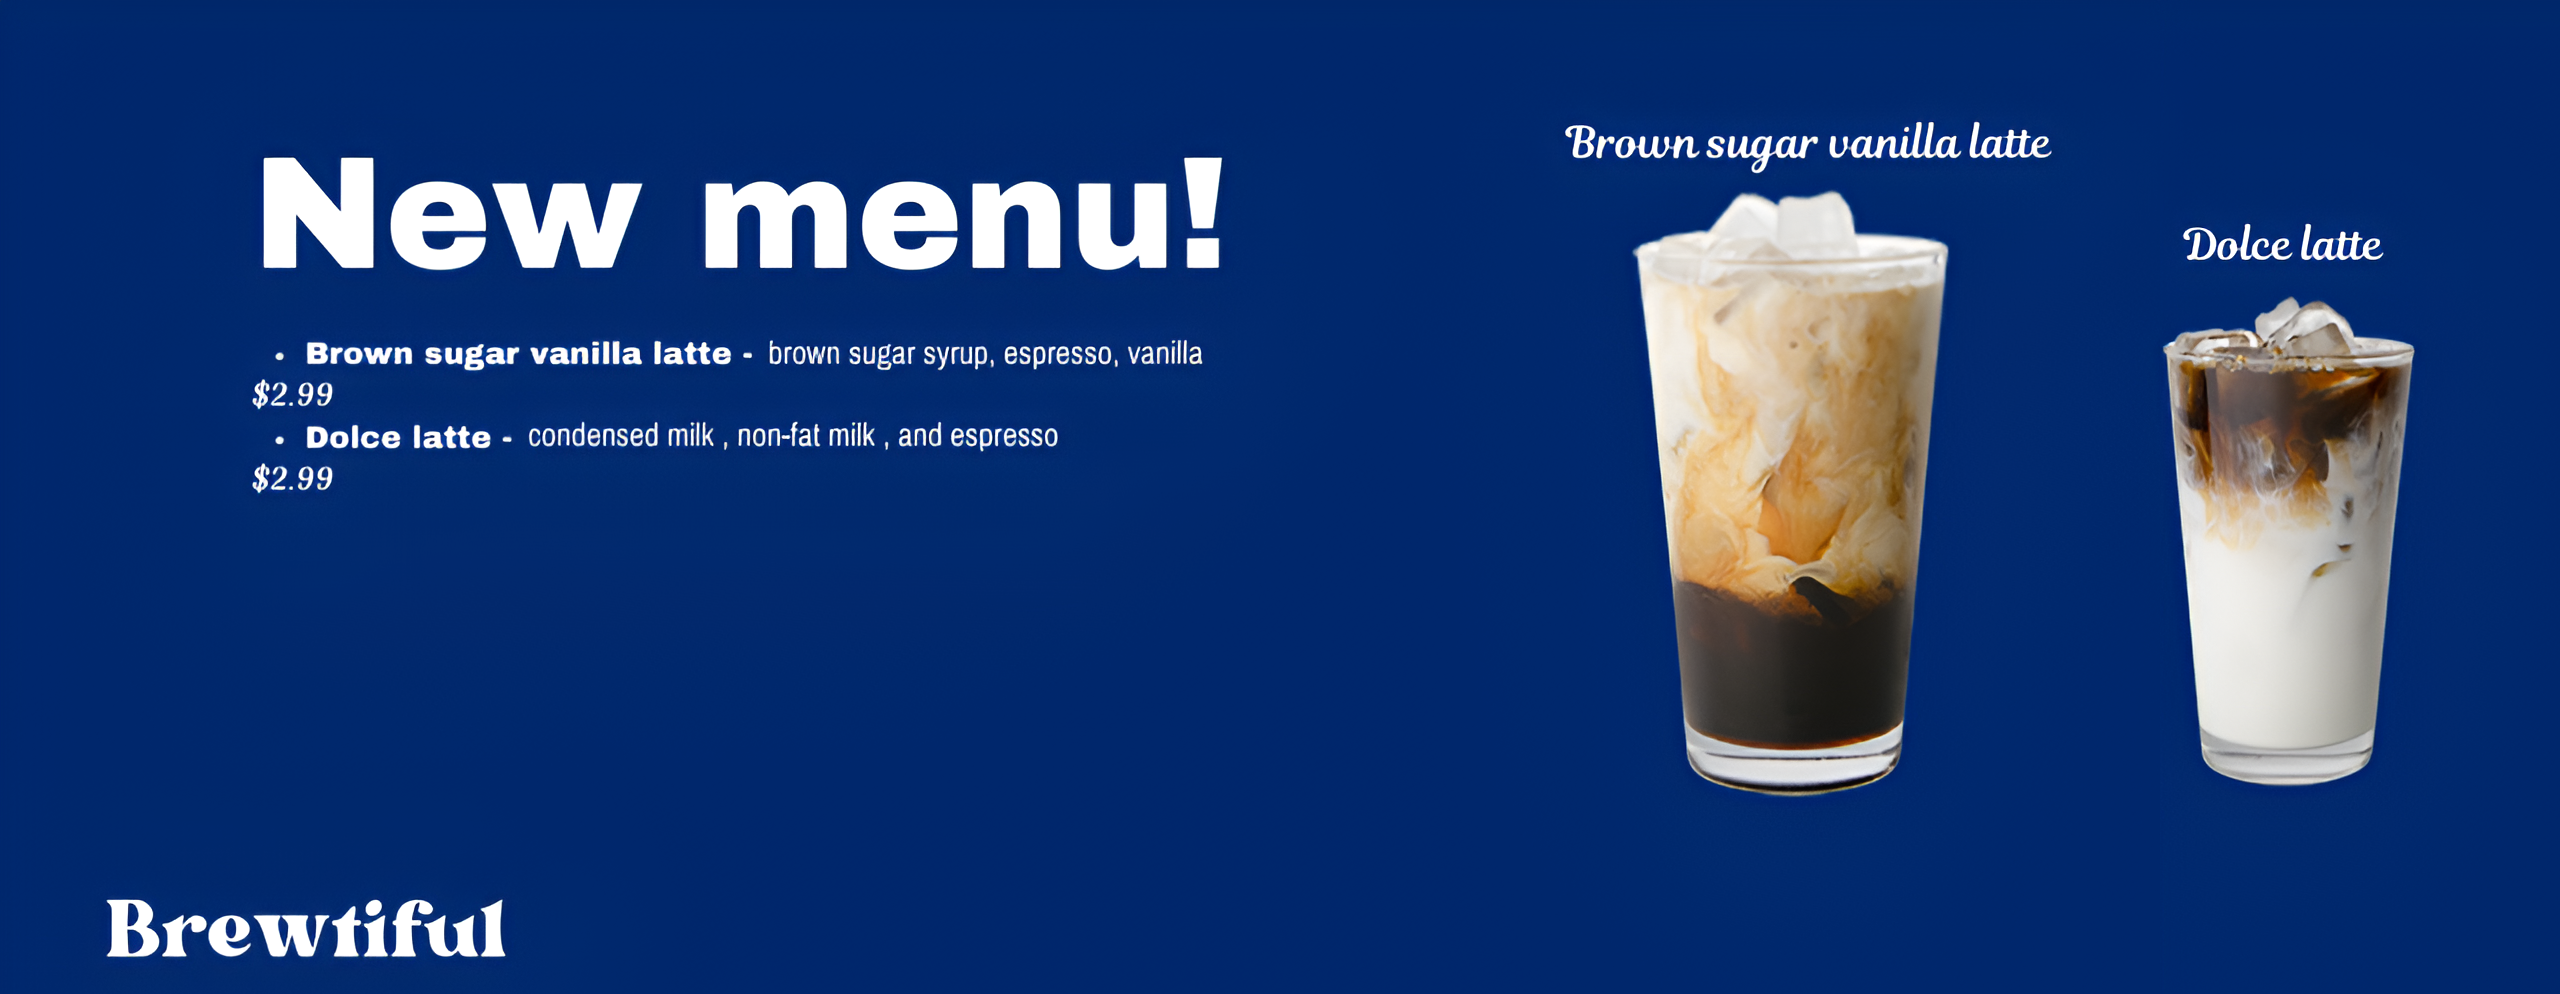 New menu!
• Brown sugar vanilla latte - brown sugar syrup, espresso, vanilla
$2.99
• Dolce latte - condensed milk , non-fat milk , and espresso
$2.99
Brown sugar vanilla latte
Dolce latte
Brewtiful